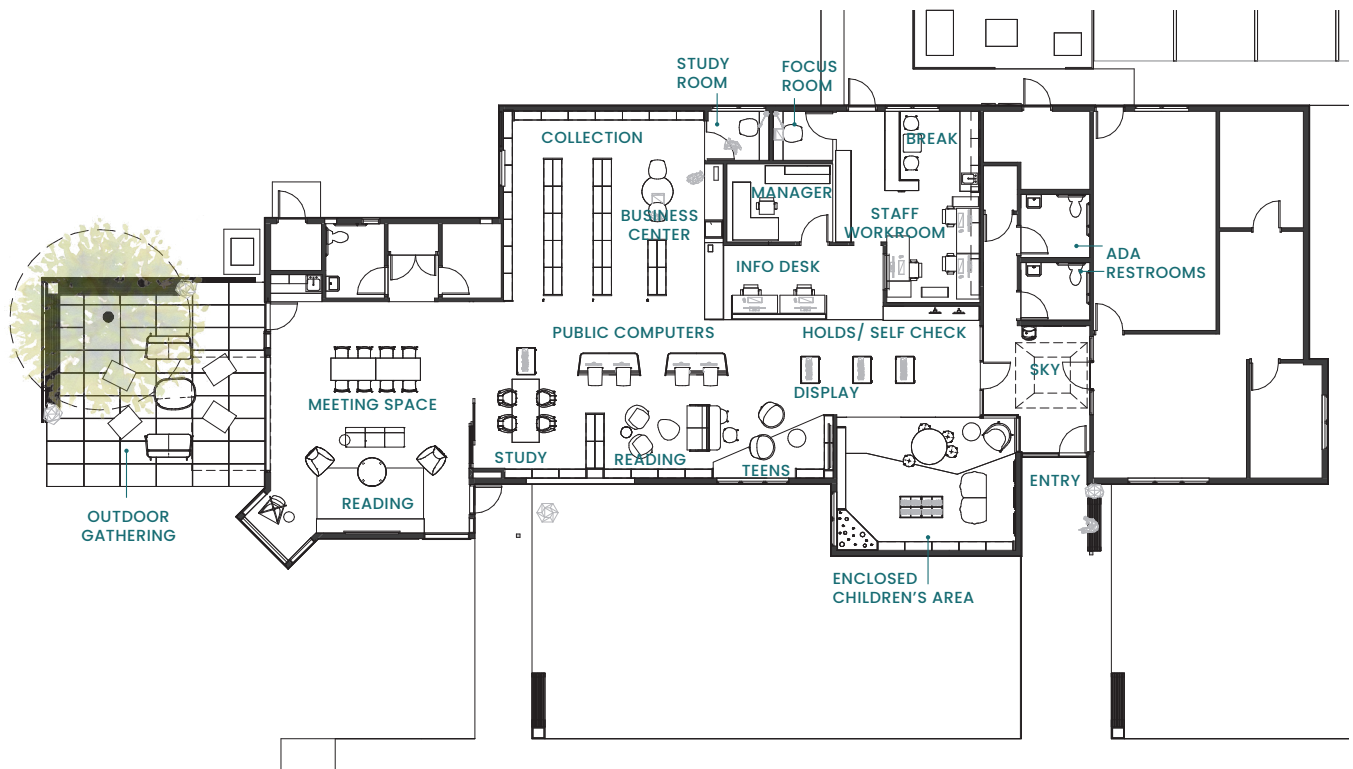 STUDY
ROOM
FOCUS
ROOM
COLLECTION
BREAK
MANAGER
BUSINESS
CENTER
STAFF
WORKROOM
INFO DESK
ADA
RESTROOMS
PUBLIC COMPUTERS
HOLDS/ SELF CHECK
SKY
DISPLAY
MEETING SPACE
STUDY
READING
TEENS
ENTRY
READING
OUTDOOR
GATHERING
ENCLOSED
CHILDREN'S AREA